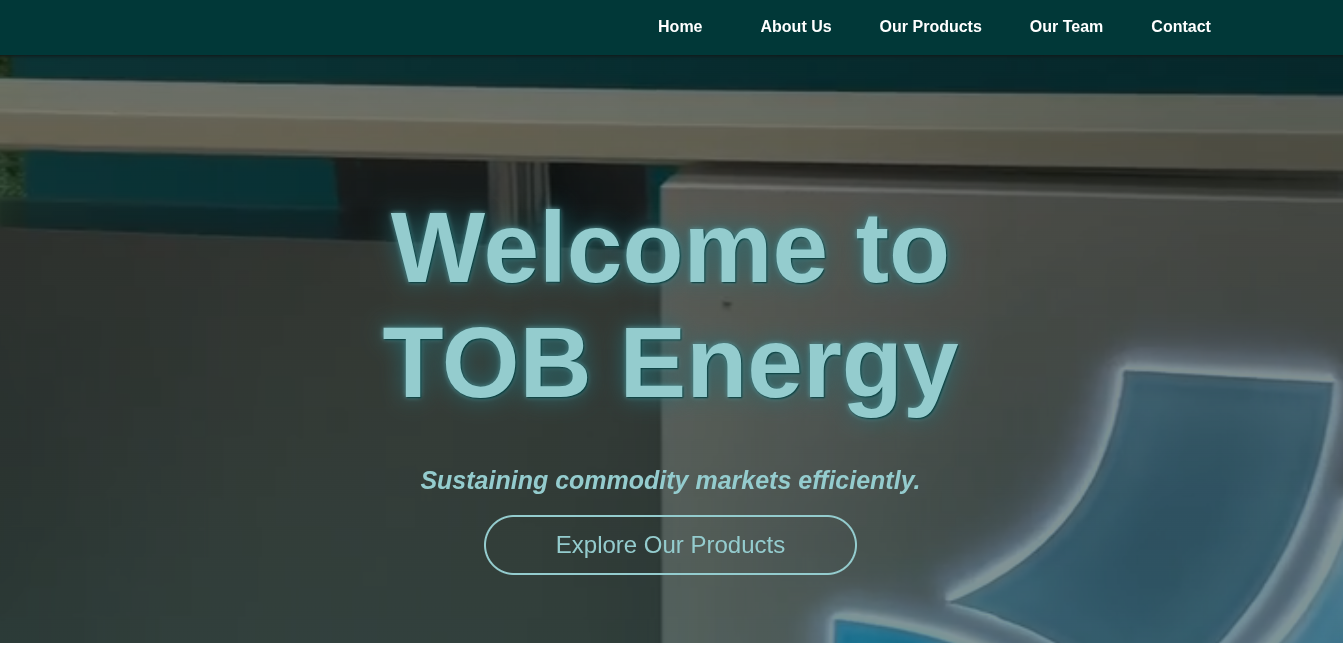 Home About Us Our Products Our Team Contact
Welcome to
TOB Energy
Sustaining commodity markets efficiently.
Explore Our Products